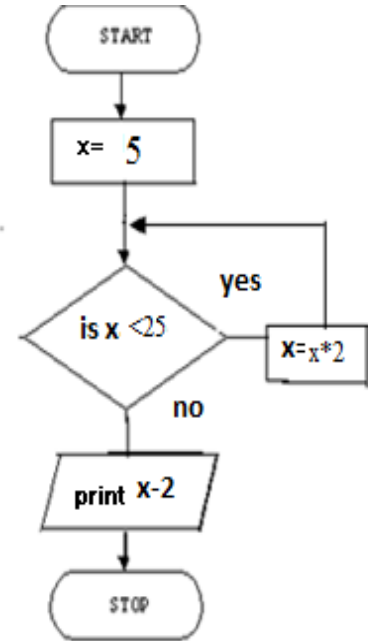 START
x= 5
yes
is x <25
x=x*2
no
print x-2
STOP